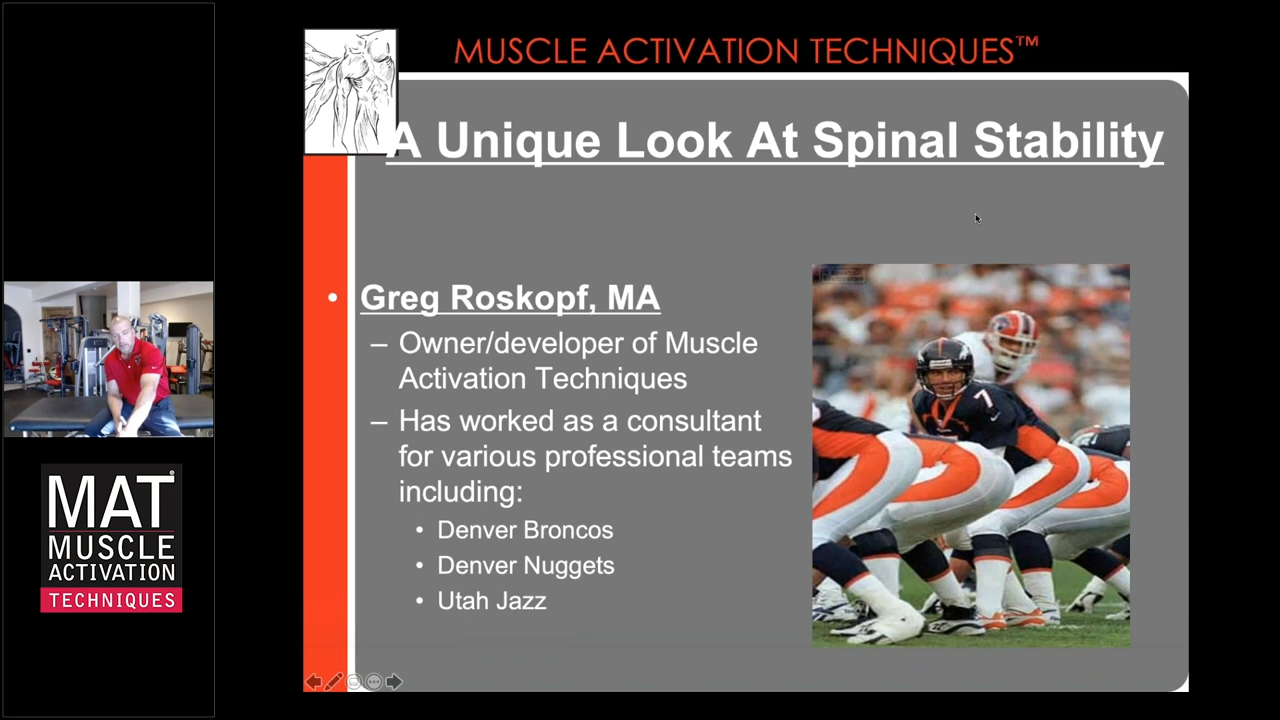 MUSCLE ACTIVATION TECHNIQUES™
A Unique Look At Spinal Stability
• Greg Roskopf, MA
– Owner/developer of Muscle
Activation Techniques
– Has worked as a consultant
for various professional teams
including:
• Denver Broncos
• Denver Nuggets
• Utah Jazz
7
MAT®
MUSCLE
ACTIVATION
TECHNIQUES